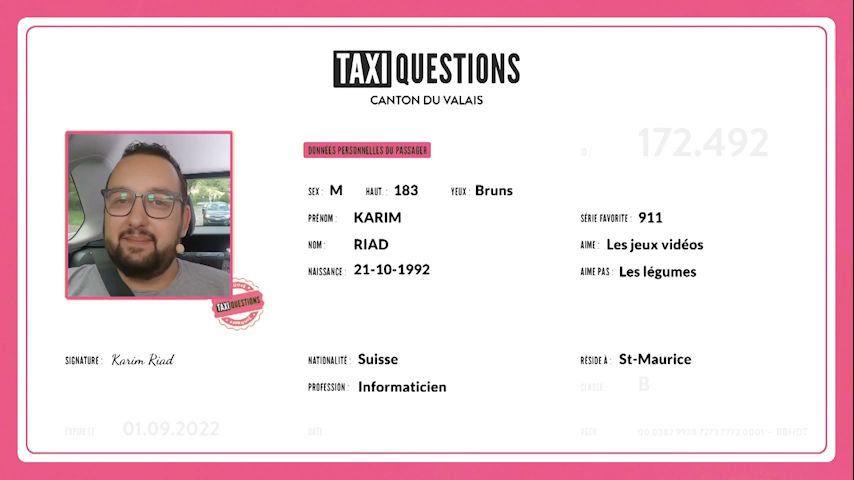 TAXI QUESTIONS
CANTON DU VALAIS
DONNÉES PERSONNELLES DU PASSAGER
172.492
SEX : M HAUT. : 183 YEUX : Bruns
PRÉNOM : KARIM
SÉRIE FAVORITE : 911
NOM : RIAD
AIME : Les jeux vidéos
NAISSANCE : 21-10-1992
AIME PAS : Les légumes
TAXI QUESTIONS
SIGNATURE : Karim Riad
NATIONALITÉ : Suisse
RÉSIDE À : St-Maurice
PROFESSION : Informaticien
CLASSE B
EXPIRE LE 01.09.2022
DATE